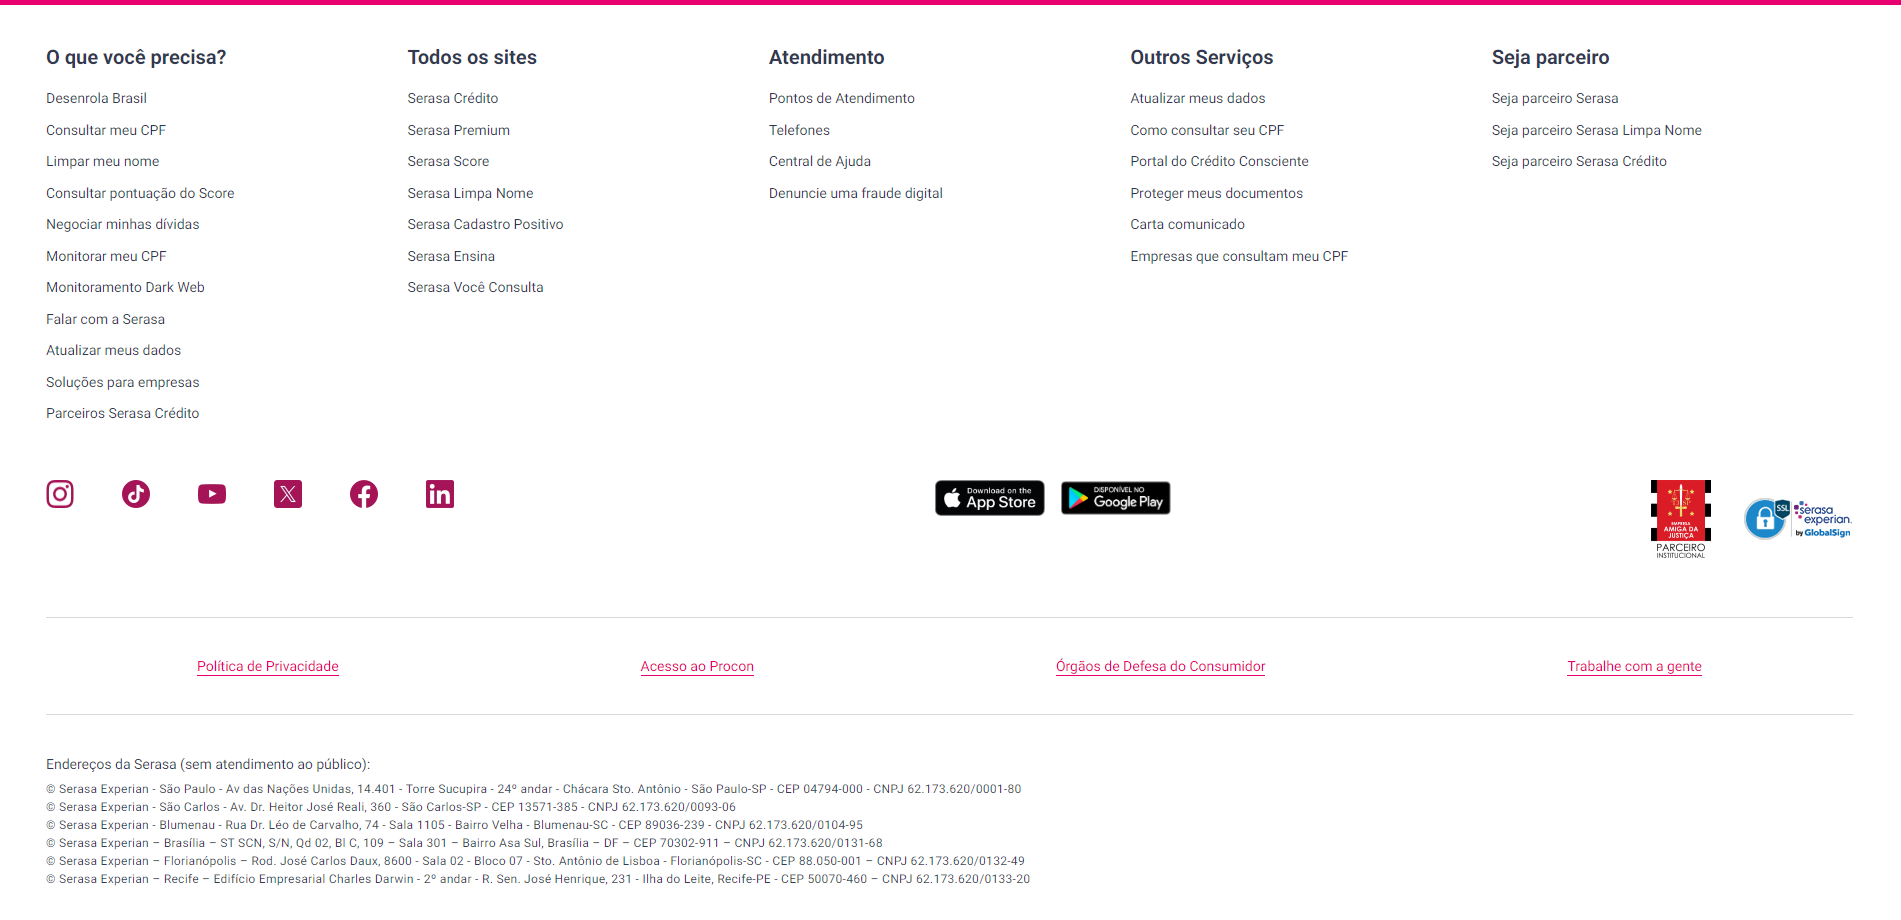 O que você precisa?
Desenrola Brasil
Consultar meu CPF
Limpar meu nome
Consultar pontuação do Score
Negociar minhas dívidas
Monitorar meu CPF
Monitoramento Dark Web
Falar com a Serasa
Atualizar meus dados
Soluções para empresas
Parceiros Serasa Crédito
Todos os sites
Serasa Crédito
Serasa Premium
Serasa Score
Serasa Limpa Nome
Serasa Cadastro Positivo
Serasa Ensina
Serasa Você Consulta
Atendimento
Pontos de Atendimento
Telefones
Central de Ajuda
Denuncie uma fraude digital
Outros Serviços
Atualizar meus dados
Como consultar seu CPF
Portal do Crédito Consciente
Proteger meus documentos
Carta comunicado
Empresas que consultam meu CPF
Seja parceiro
Seja parceiro Serasa
Seja parceiro Serasa Limpa Nome
Seja parceiro Serasa Crédito
Download on the
App Store
DISPONÍVEL NO
Google Play
EMPRESA
AMIGA DA
JUSTIÇA
PARCEIRO
INSTITUCIONAL
SSL
serasa
experian.
by GlobalSign
Política de Privacidade
Acesso ao Procon
Órgãos de Defesa do Consumidor
Trabalhe com a gente
Endereços da Serasa (sem atendimento ao público):
© Serasa Experian - São Paulo - Av das Nações Unidas, 14.401 - Torre Sucupira - 24º andar - Chácara Sto. Antônio - São Paulo-SP - CEP 04794-000 - CNPJ 62.173.620/0001-80
© Serasa Experian - São Carlos - Av. Dr. Heitor José Reali, 360 - São Carlos-SP - CEP 13571-385 - CNPJ 62.173.620/0093-06
© Serasa Experian - Blumenau - Rua Dr. Léo de Carvalho, 74 - Sala 1105 - Bairro Velha - Blumenau-SC - CEP 89036-239 - CNPJ 62.173.620/0104-95
© Serasa Experian – Brasília – ST SCN, S/N, Qd 02, Bl C, 109 – Sala 301 – Bairro Asa Sul, Brasília – DF – CEP 70302-911 – CNPJ 62.173.620/0131-68
© Serasa Experian – Florianópolis – Rod. José Carlos Daux, 8600 - Sala 02 - Bloco 07 - Sto. Antônio de Lisboa - Florianópolis-SC - CEP 88.050-001 – CNPJ 62.173.620/0132-49
© Serasa Experian – Recife – Edifício Empresarial Charles Darwin - 2º andar - R. Sen. José Henrique, 231 - Ilha do Leite, Recife-PE - CEP 50070-460 – CNPJ 62.173.620/0133-20